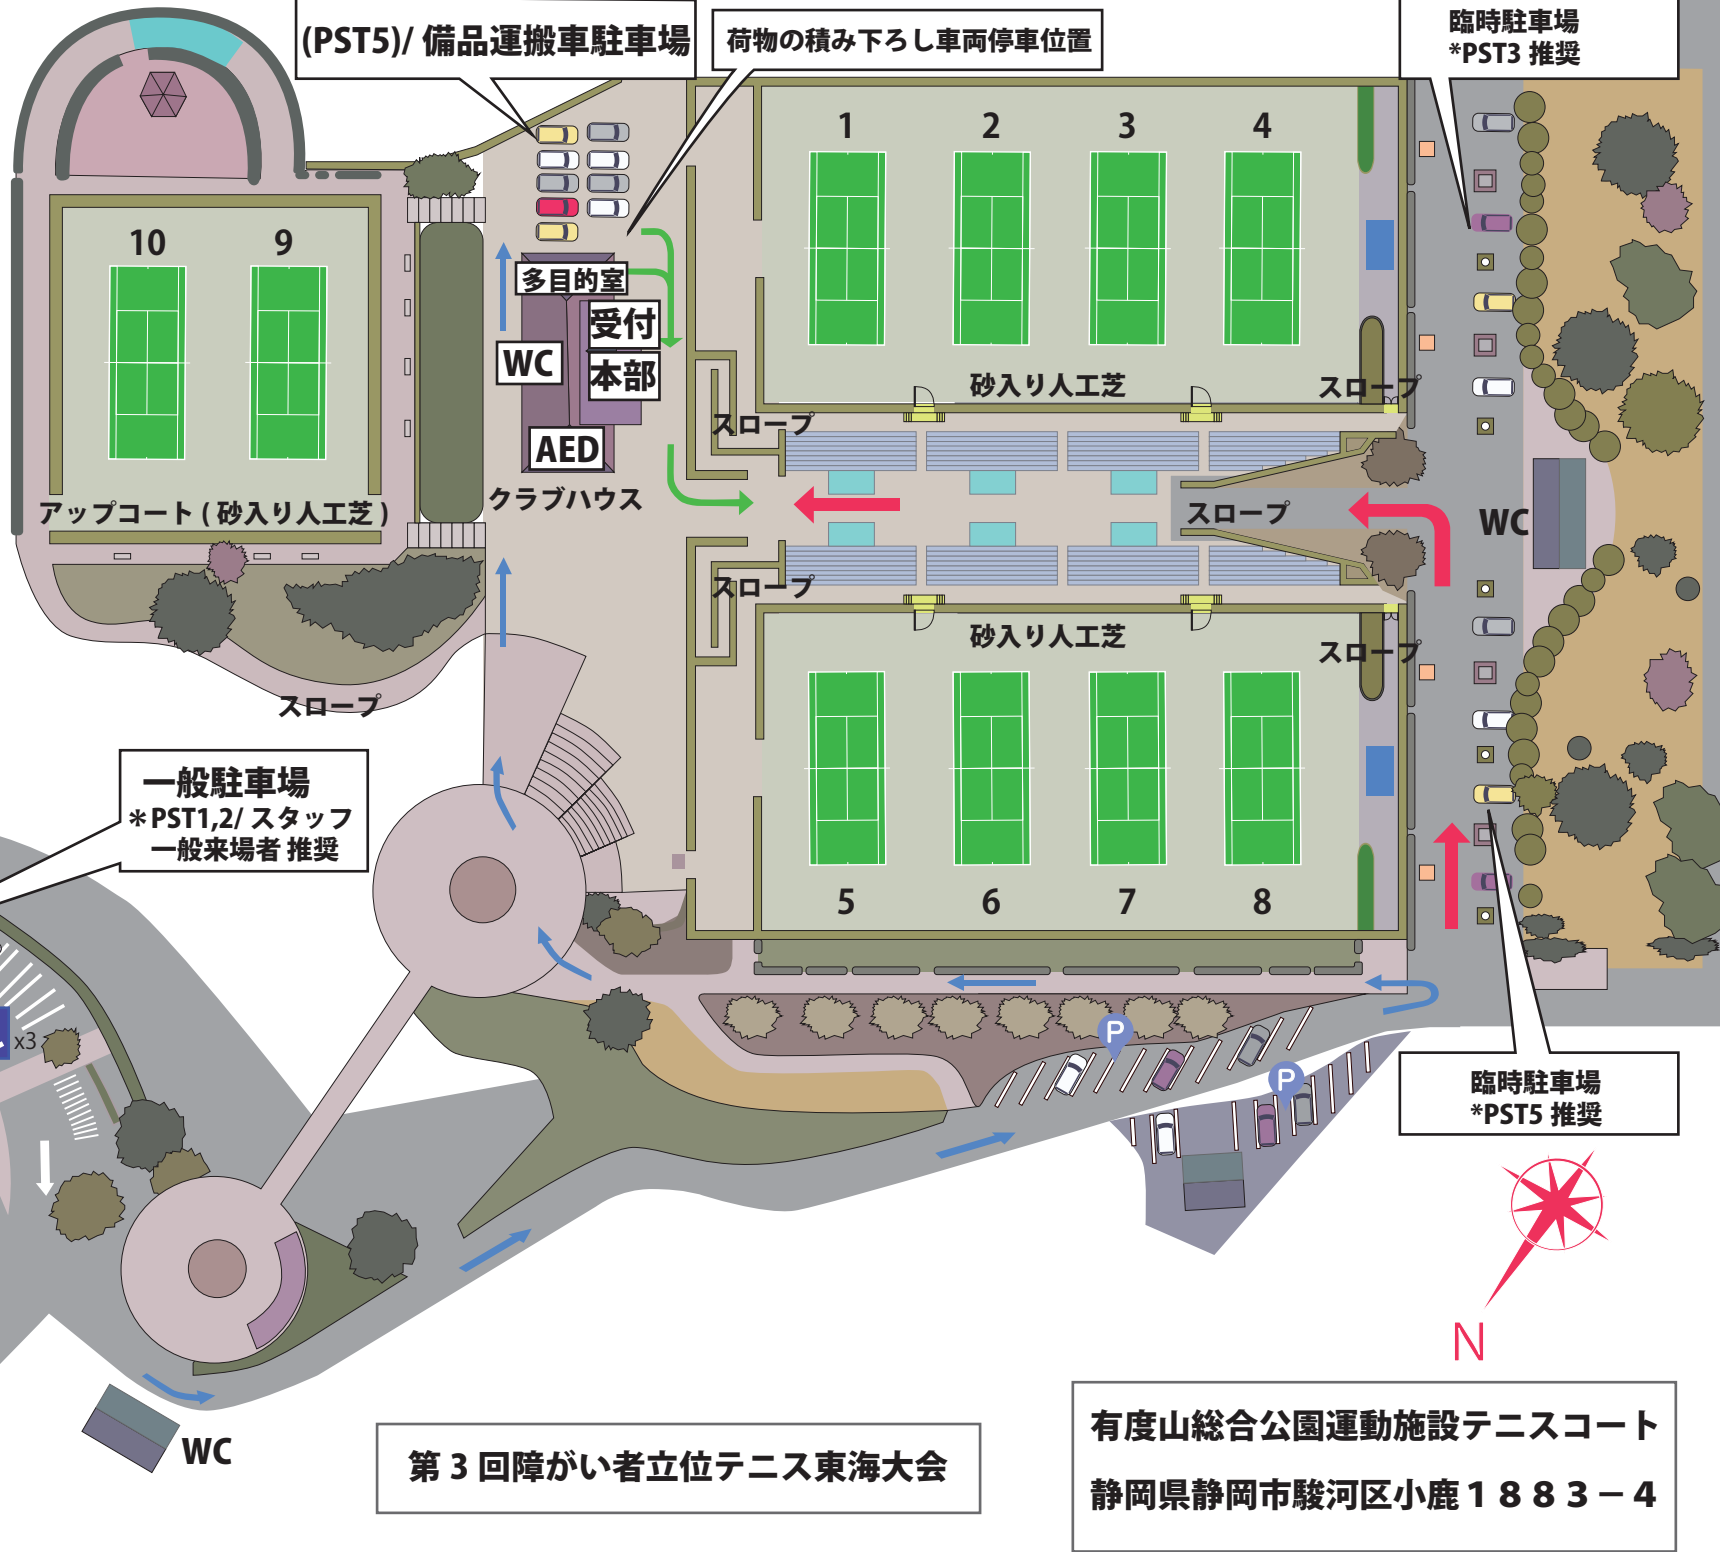 (PST5)/ 備品運搬車駐車場
荷物の積み下ろし車両停車位置
臨時駐車場
*PST3 推奨
1
2
3
4
10
9
多目的室
受付
WC
本部
AED
クラブハウス
砂入り人工芝
スロープ
スロープ
アップコート ( 砂入り人工芝 )
スロープ
WC
スロープ
砂入り人工芝
スロープ
スロープ
一般駐車場
*PST1,2/ スタッフ
一般来場者 推奨
5
6
7
8
x3
P
P
臨時駐車場
*PST5 推奨
N
WC
第 3 回障がい者立位テニス東海大会
有度山総合公園運動施設テニスコート
静岡県静岡市駿河区小鹿１８８３－４